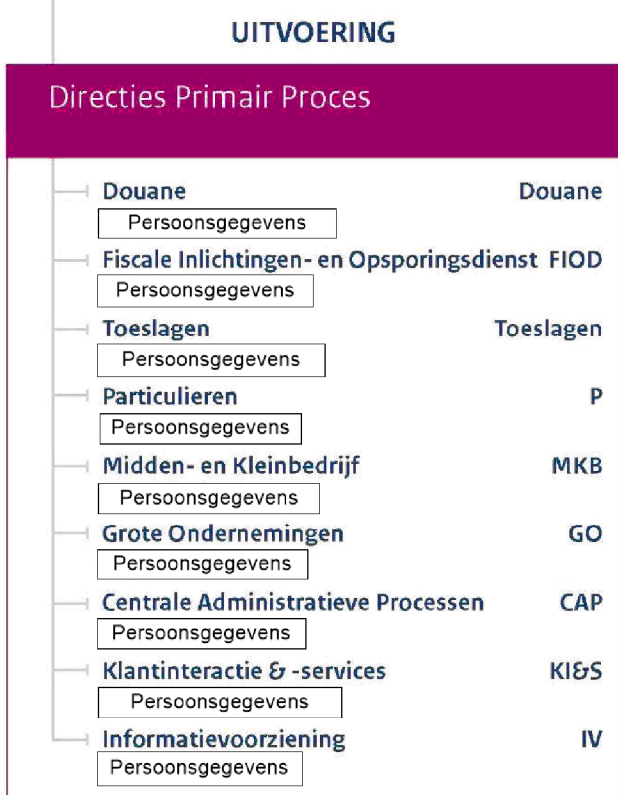 UITVOERING
Directies Primair Proces
Douane Douane
Persoonsgegevens
Fiscale Inlichtingen- en Opsporingsdienst FIOD
Persoonsgegevens
Toeslagen Toeslagen
Persoonsgegevens
Particulieren P
Persoonsgegevens
Midden- en Kleinbedrijf MKB
Persoonsgegevens
Grote Ondernemingen GO
Persoonsgegevens
Centrale Administratieve Processen CAP
Persoonsgegevens
Klantinteractie & -services KI&S
Persoonsgegevens
Informatievoorziening IV
Persoonsgegevens